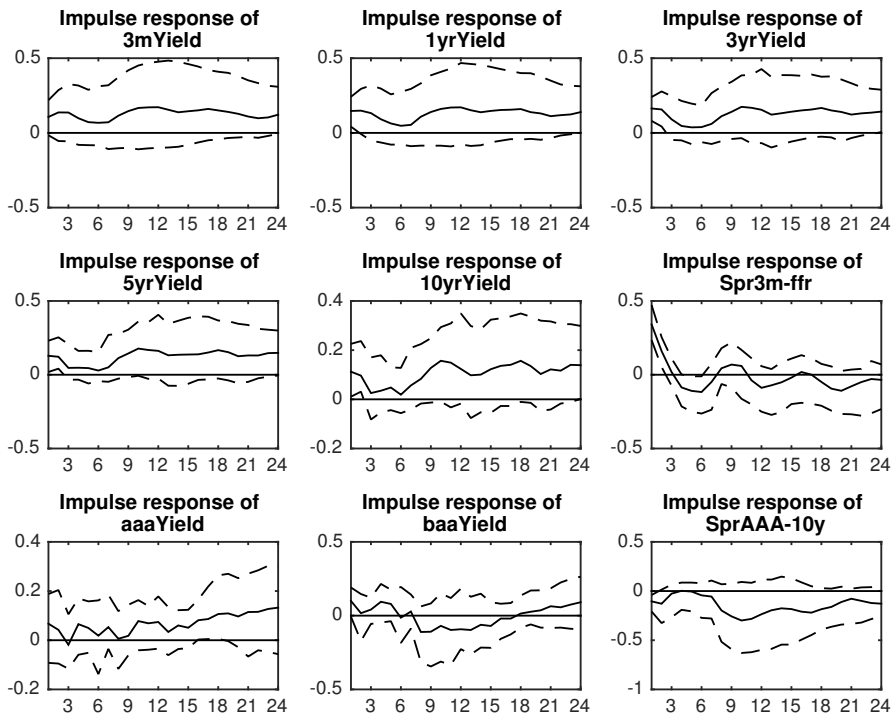 Impulse response of
3mYield
0.5
0
-0.5
3 6 9 12 15 18 21 24
Impulse response of
1yrYield
0.5
0
-0.5
3 6 9 12 15 18 21 24
Impulse response of
3yrYield
0.5
0
-0.5
3 6 9 12 15 18 21 24
Impulse response of
5yrYield
0.5
0
-0.5
3 6 9 12 15 18 21 24
Impulse response of
10yrYield
0.4
0.2
0
-0.2
3 6 9 12 15 18 21 24
Impulse response of
Spr3m-ffr
0.5
0
-0.5
3 6 9 12 15 18 21 24
Impulse response of
aaaYield
0.4
0.2
0
-0.2
3 6 9 12 15 18 21 24
Impulse response of
baaYield
0.5
0
-0.5
3 6 9 12 15 18 21 24
Impulse response of
SprAAA-10y
0.5
0
-0.5
-1
3 6 9 12 15 18 21 24